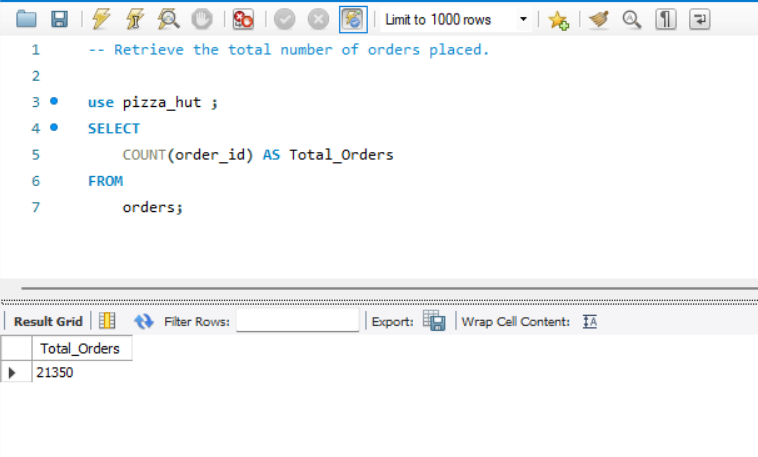 Limit to 1000 rows
1 -- Retrieve the total number of orders placed.
2
3 use pizza_hut ;
4 SELECT
5 COUNT(order_id) AS Total_Orders
6 FROM
7 orders;
Result Grid Filter Rows: Export: Wrap Cell Content:
Total_Orders
21350